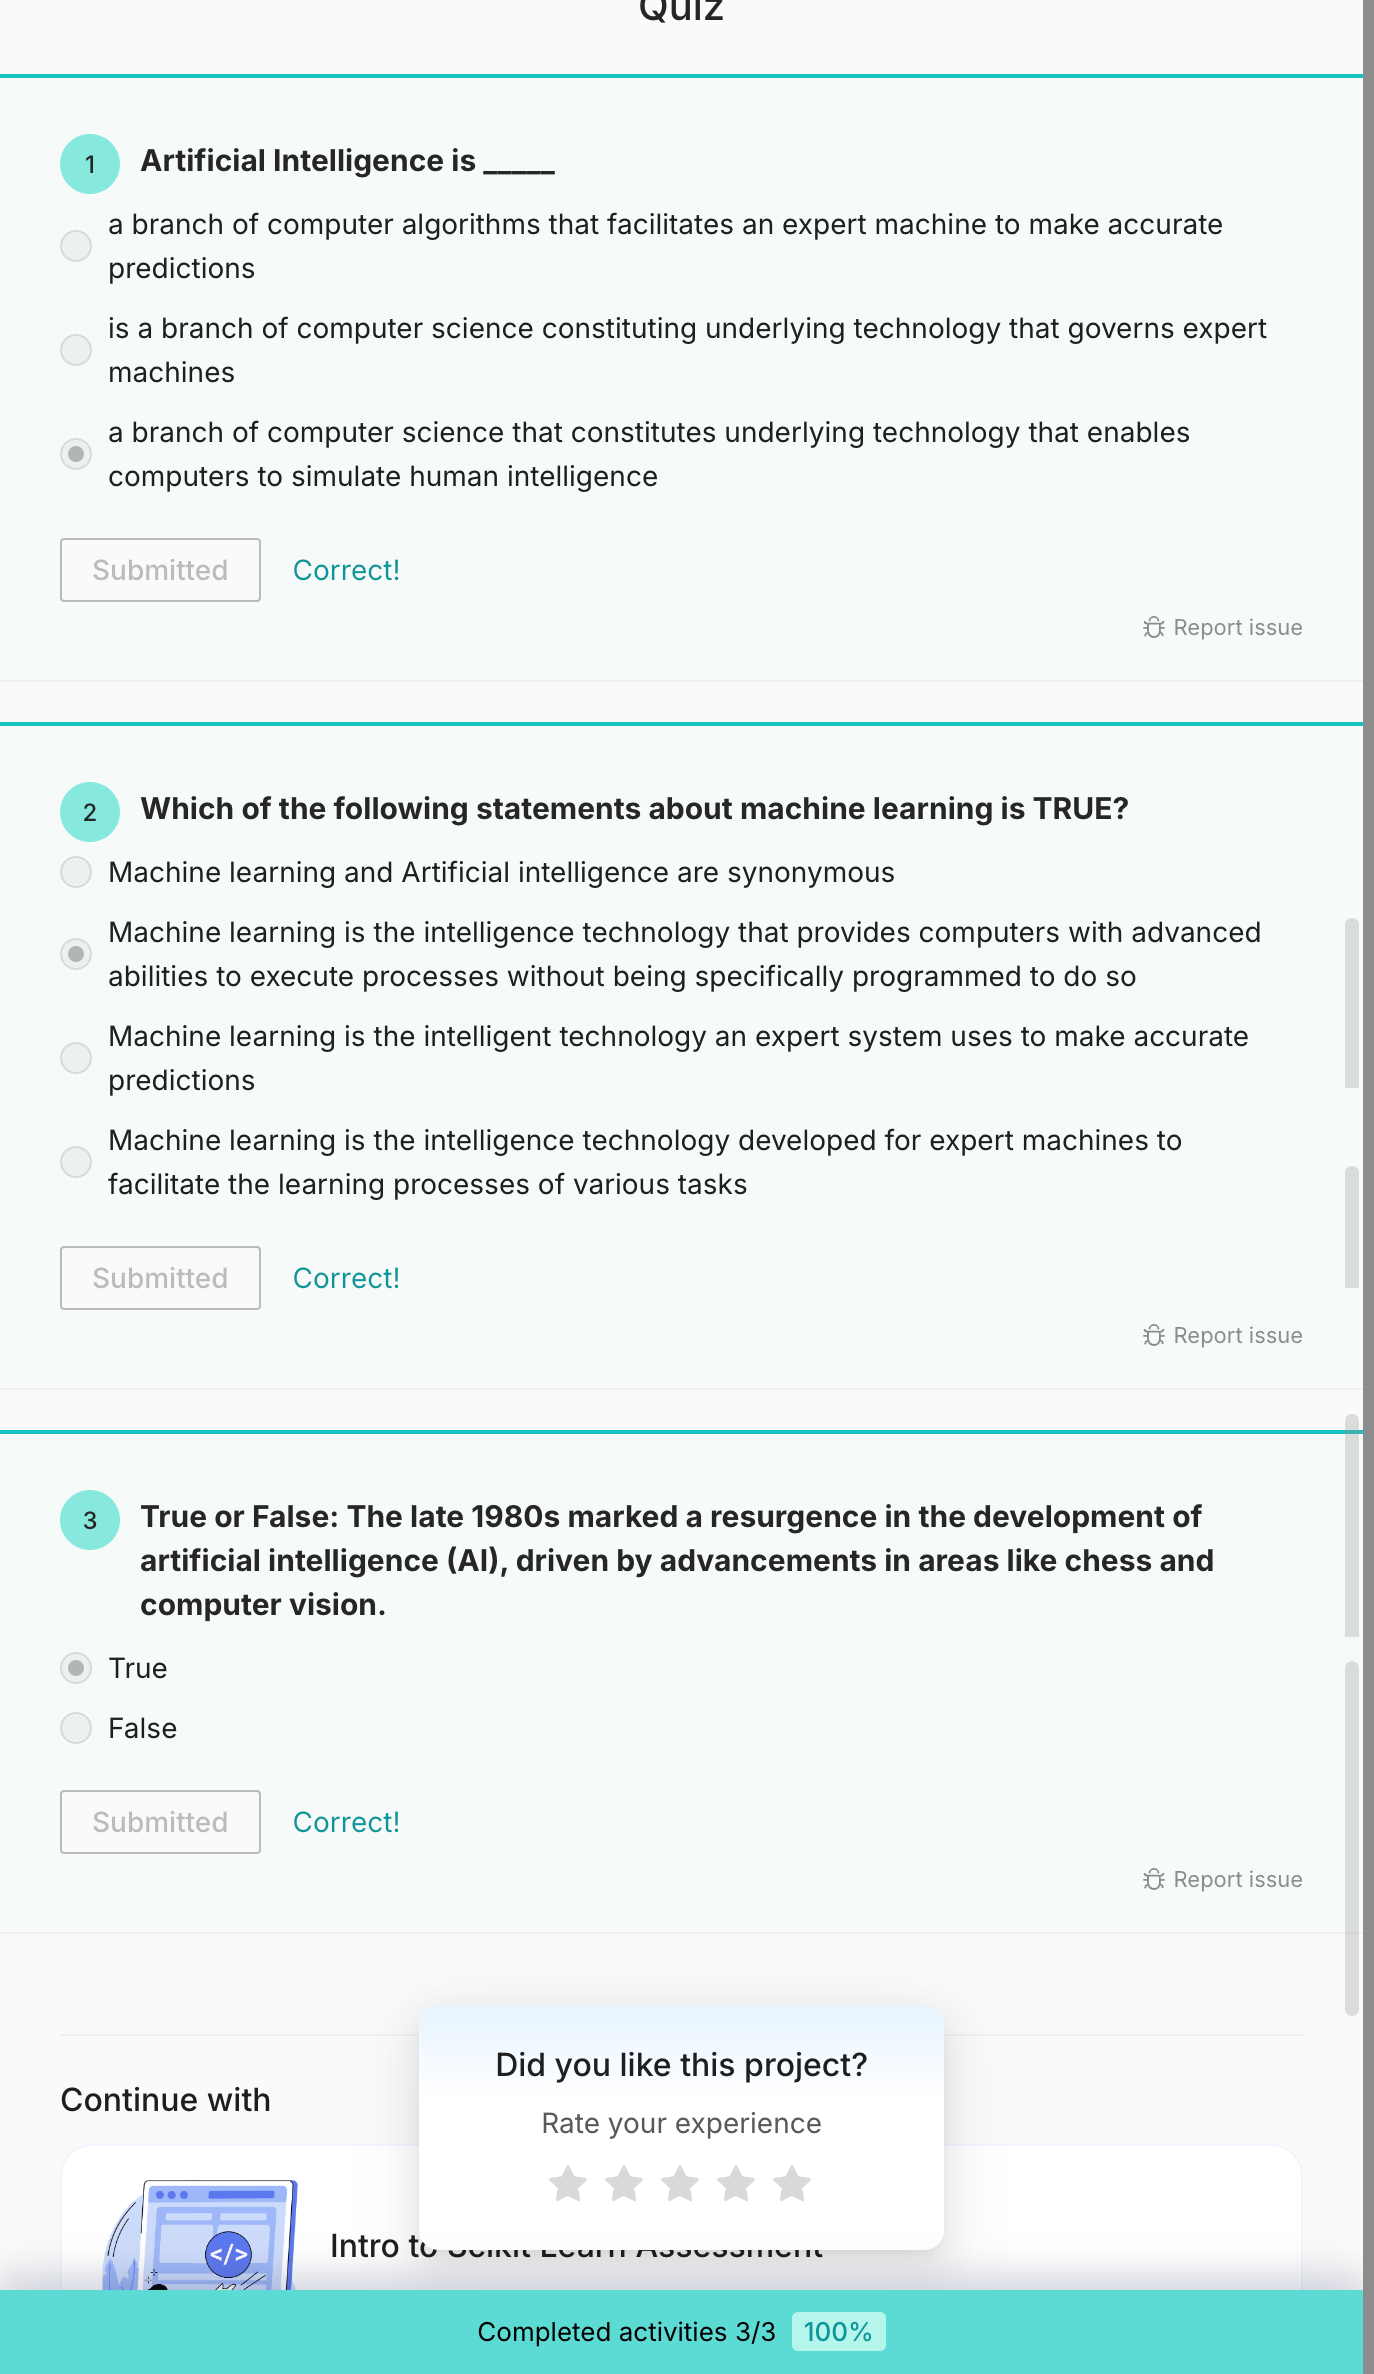 Quiz
1
Artificial Intelligence is _____
a branch of computer algorithms that facilitates an expert machine to make accurate
predictions
is a branch of computer science constituting underlying technology that governs expert
machines
a branch of computer science that constitutes underlying technology that enables
computers to simulate human intelligence
Submitted Correct!
Report issue
2
Which of the following statements about machine learning is TRUE?
Machine learning and Artificial intelligence are synonymous
Machine learning is the intelligence technology that provides computers with advanced
abilities to execute processes without being specifically programmed to do so
Machine learning is the intelligent technology an expert system uses to make accurate
predictions
Machine learning is the intelligence technology developed for expert machines to
facilitate the learning processes of various tasks
Submitted Correct!
Report issue
3
True or False: The late 1980s marked a resurgence in the development of
artificial intelligence (AI), driven by advancements in areas like chess and
computer vision.
True
False
Submitted Correct!
Report issue
Did you like this project?
Rate your experience
Continue with
</>
Intro to Scikit Learn Assessment
Completed activities 3/3 100%